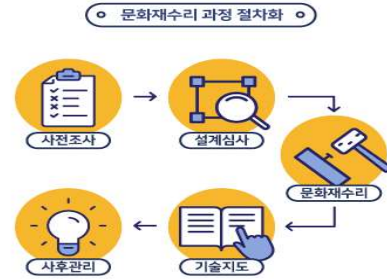 문화재수리 과정 절차화
사전조사
설계심사
문화재수리
기술지도
사후관리